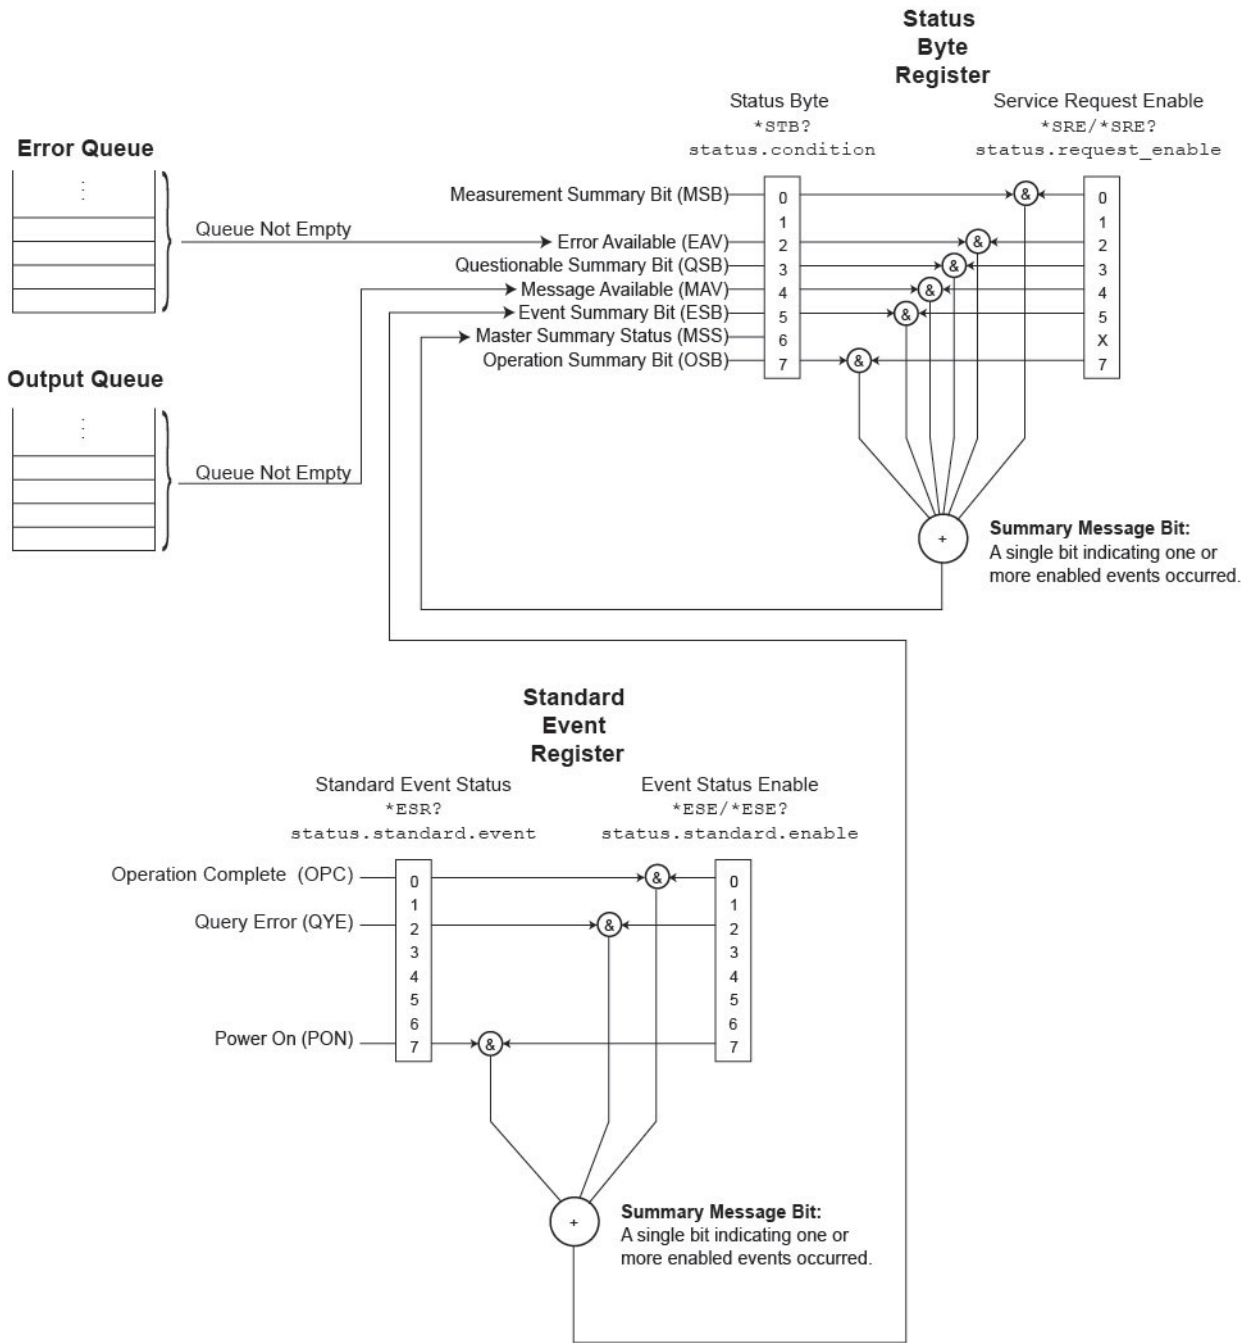 Status
Byte
Register
Status Byte
*STB?
status.condition
Service Request Enable
*SRE/*SRE?
status.request_enable
Error Queue
Queue Not Empty
Measurement Summary Bit (MSB)
Error Available (EAV)
Questionable Summary Bit (QSB)
Message Available (MAV)
Event Summary Bit (ESB)
Master Summary Status (MSS)
Operation Summary Bit (OSB)
0
1
2
3
4
5
6
7
&
&
&
&
&
&
0
1
2
3
4
5
X
7
Output Queue
Queue Not Empty
+
Summary Message Bit:
A single bit indicating one or
more enabled events occurred.
Standard
Event
Register
Standard Event Status
*ESR?
status.standard.event
Event Status Enable
*ESE/*ESE?
status.standard.enable
Operation Complete (OPC)
Query Error (QYE)
Power On (PON)
0
1
2
3
4
5
6
7
&
&
&
0
1
2
3
4
5
6
7
+
Summary Message Bit:
A single bit indicating one or
more enabled events occurred.